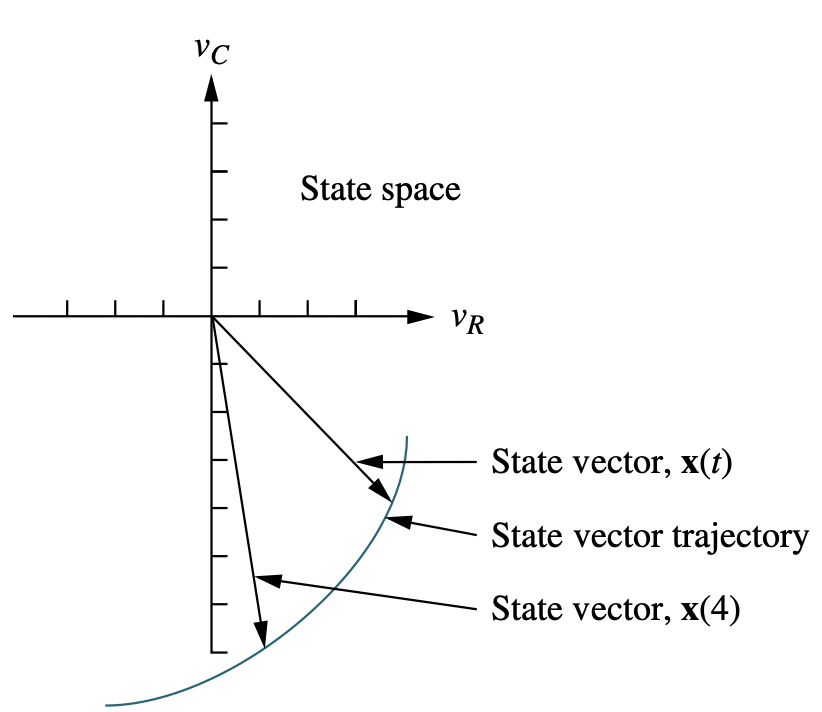 v_C
State space
v_R
State vector, x(t)
State vector trajectory
State vector, x(4)